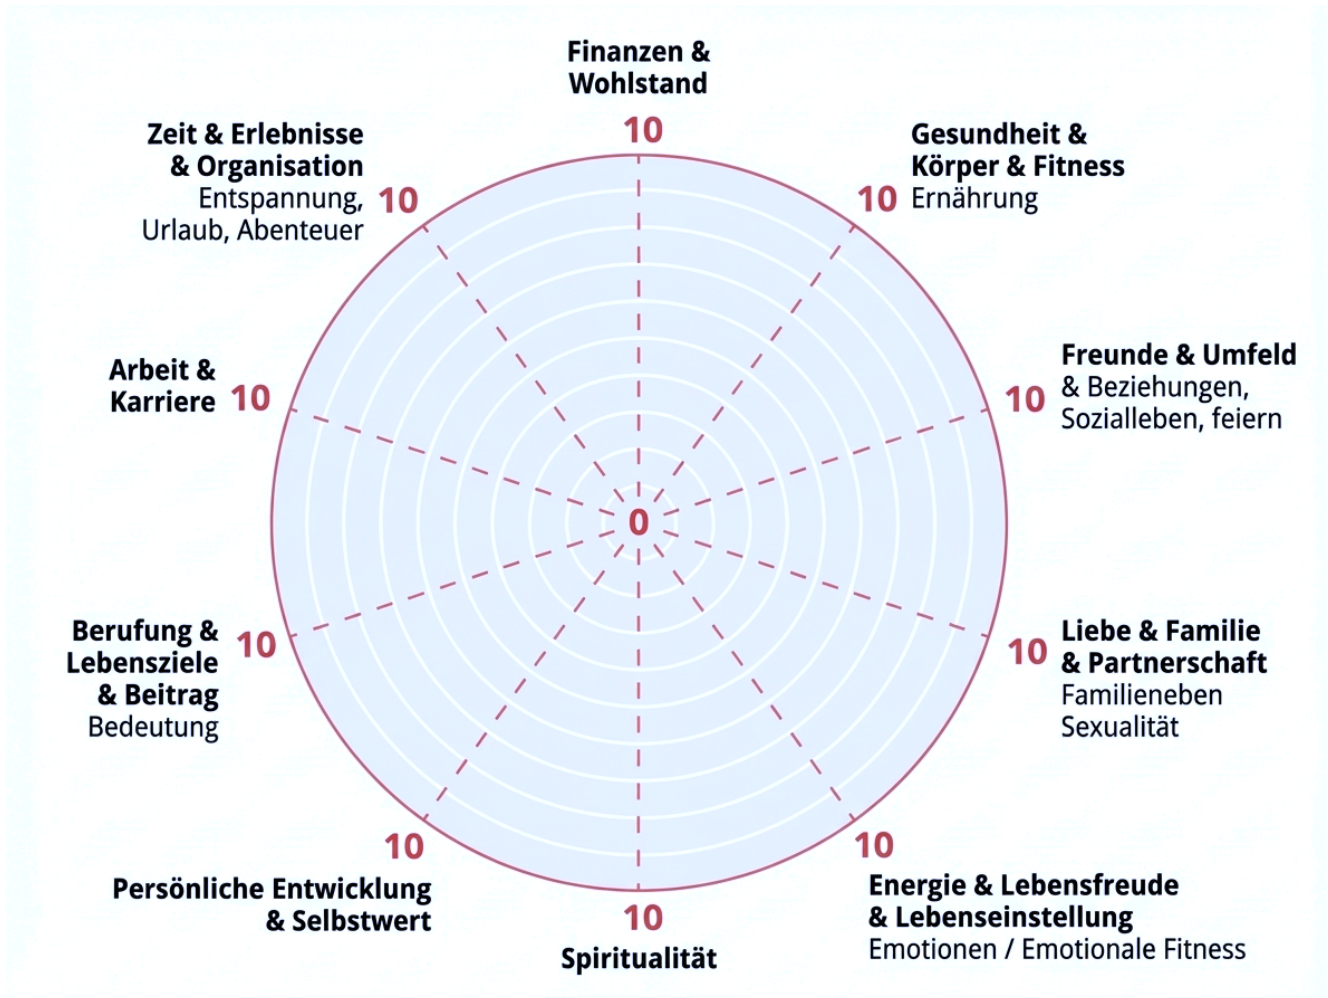 Finanzen &
Wohlstand
10
Gesundheit &
Körper & Fitness
Ernährung
10
Freunde & Umfeld
& Beziehungen,
Sozialleben, feiern
10
Liebe & Familie
& Partnerschaft
Familieneben
Sexualität
10
Energie & Lebensfreude
& Lebenseinstellung
Emotionen / Emotionale Fitness
10
Spiritualität
10
Persönliche Entwicklung
& Selbstwert
10
Berufung &
Lebensziele
& Beitrag
Bedeutung
10
Arbeit &
Karriere
10
Zeit & Erlebnisse
& Organisation
Entspannung,
Urlaub, Abenteuer
10
0